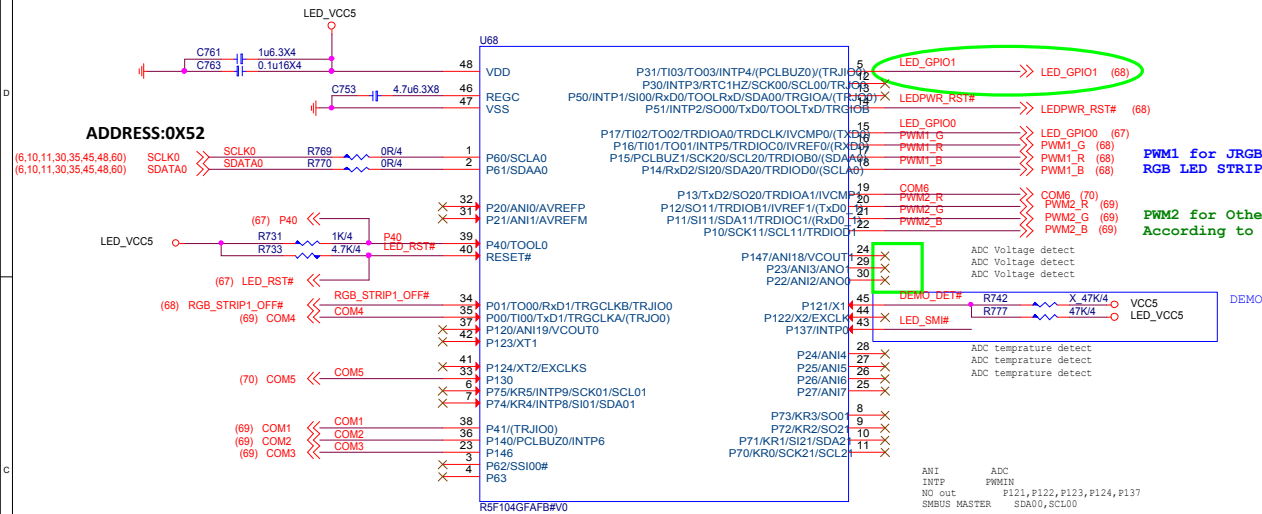 LED_VCC5
U68
C761 1u6.3X4
C763 0.1u16X4
C753 4.7u6.3X8
48 VDD
46 REGC
47 VSS
ADDRESS:0X52
(6,10,11,30,35,45,48,60) SCLK0 R769 0R/4 1 P60/SCLA0
(6,10,11,30,35,45,48,60) SDATA0 R770 0R/4 2 P61/SDAA0
32 P20/ANI0/AVREFP
31 P21/ANI1/AVREFM
(67) P40
LED_VCC5 R731 1K/4 P40 39 P40/TOOL0
R733 4.7K/4 LED_RST# 40 RESET#
(67) LED_RST#
(68) RGB_STRIP1_OFF# RGB_STRIP1_OFF# 34 P01/TO00/RxD1/TRGCLKB/TRJIO0
(69) COM4 COM4 35 P00/TI00/TxD1/TRGCLKA/(TRJO0)
37 P120/ANI19/VCOUT0
42 P123/XT1
41 P124/XT2/EXCLKS
(70) COM5 COM5 33 P130
6 P75/KR5/INTP9/SCK01/SCL01
7 P74/KR4/INTP8/SI01/SDA01
(69) COM1 COM1 38 P41/(TRJIO0)
(69) COM2 COM2 36 P140/PCLBUZ0/INTP6
(69) COM3 COM3 23 P146
3 P62/SSI00#
4 P63
R5F104GFAFB#V0
P31/TI03/TO03/INTP4/(PCLBUZ0)/(TRJIO0) 5 LED_GPIO1 LED_GPIO1 (68)
P30/INTP3/RTC1HZ/SCK00/SCL00/TRJO0 12
P50/INTP1/SI00/RxD0/TOOLRxD/SDA00/TRGIOA/(TRJO0) 13
P51/INTP2/SO00/TxD0/TOOLTxD/TRGIOB 14 LEDPWR_RST# LEDPWR_RST# (68)
P17/TI02/TO02/TRDIOA0/TRDCLK/IVCMP0/(TXD0) 15 LED_GPIO0 LED_GPIO0 (67)
P16/TI01/TO01/INTP5/TRDIOC0/IVREF0/(RXD0) 16 PWM1_G PWM1_G (68)
P15/PCLBUZ1/SCK20/SCL20/TRDIOB0/(SDAA0) 17 PWM1_R PWM1_R (68)
P14/RxD2/SI20/SDA20/TRDIOD0/(SCLA0) 18 PWM1_B PWM1_B (68)
PWM1 for JRGB
RGB LED STRIP
P13/TxD2/SO20/TRDIOA1/IVCMP1 19 COM6 COM6 (70)
P12/SO11/TRDIOB1/IVREF1/(TxD0_1) 20 PWM2_R PWM2_R (69)
P11/SI11/SDA11/TRDIOC1/(RxD0_1) 21 PWM2_G PWM2_G (69)
P10/SCK11/SCL11/TRDIOD1 22 PWM2_B PWM2_B (69)
PWM2 for Othe
According to
P147/ANI18/VCOUT1 24 ADC Voltage detect
P23/ANI3/ANO1 29 ADC Voltage detect
P22/ANI2/ANO0 30 ADC Voltage detect
P121/X1 45 DEMO_DET# R742 X_47K/4 VCC5
P122/X2/EXCLK 44 R777 47K/4 LED_VCC5
P137/INTP0 43 LED_SMI#
DEMO
P24/ANI4 28 ADC temprature detect
P25/ANI5 27 ADC temprature detect
P26/ANI6 26 ADC temprature detect
P27/ANI7 25
P73/KR3/SO01 8
P72/KR2/SO21 9
P71/KR1/SI21/SDA21 10
P70/KR0/SCK21/SCL21 11
ANI ADC
INTP PWMIN
NO out P121,P122,P123,P124,P137
SMBUS MASTER SDA00,SCL00
D
C